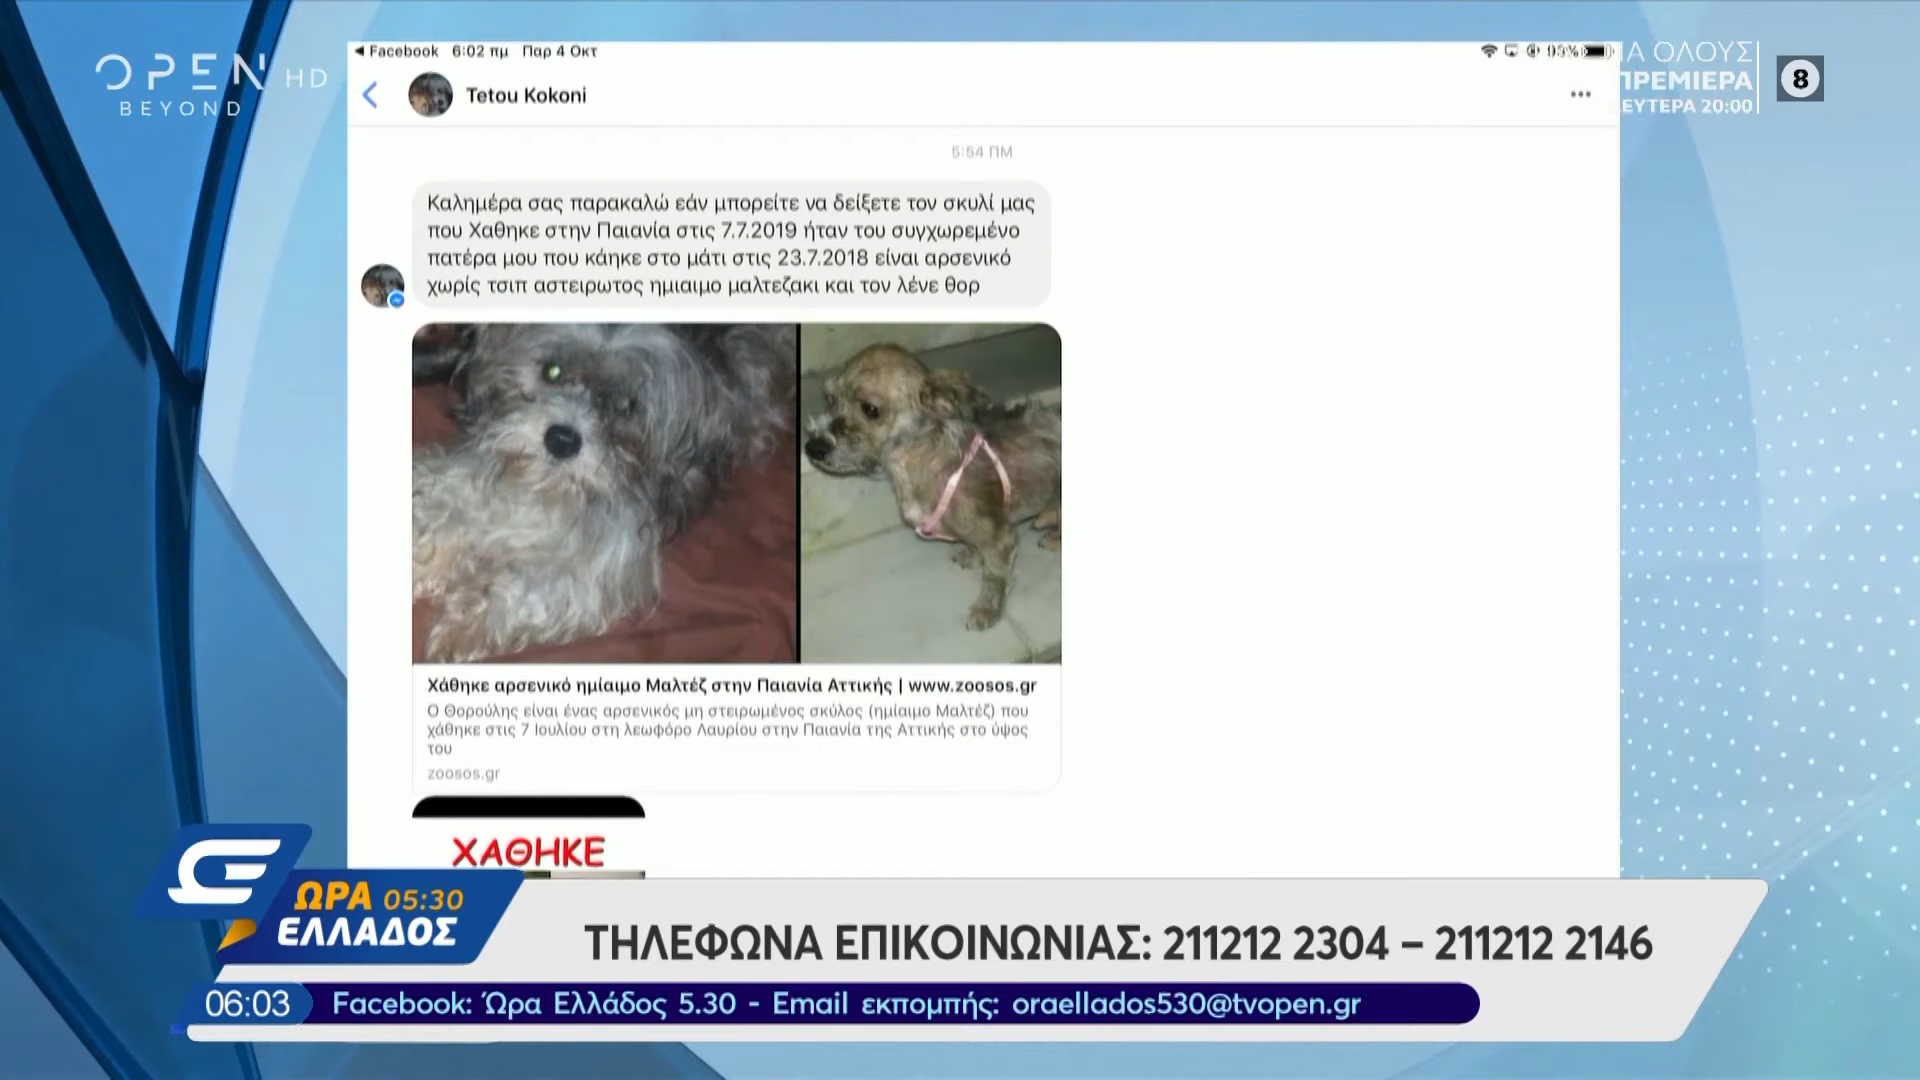 OPEN HD
BEYOND
Facebook 6:02 πμ Παρ 4 Οκτ
93%
ΙΑ ΟΛΟΥΣ
ΠΡΕΜΙΕΡΑ
ΔΕΥΤΕΡΑ 20:00
8
Tetou Kokoni
5:54 ΠΜ
Καλημέρα σας παρακαλώ εάν μπορείτε να δείξετε τον σκυλί μας
που Χαθηκε στην Παιανία στις 7.7.2019 ήταν του συγχωρεμένο
πατέρα μου που κάηκε στο μάτι στις 23.7.2018 είναι αρσενικό
χωρίς τσιπ αστειρωτος ημιαιμο μαλτεζακι και τον λένε θορ
Χάθηκε αρσενικό ημίαιμο Μαλτέζ στην Παιανία Αττικής | www.zoosos.gr
Ο Θορούλης είναι ένας αρσενικός μη στειρωμένος σκύλος (ημίαιμο Μαλτέζ) που
χάθηκε στις 7 Ιουλίου στη λεωφόρο Λαυρίου στην Παιανία της Αττικής στο ύψος
του
zoosos.gr
ΧΑΘΗΚΕ
ΩΡΑ 05:30
ΕΛΛΑΔΟΣ
ΤΗΛΕΦΩΝΑ ΕΠΙΚΟΙΝΩΝΙΑΣ: 211212 2304 – 211212 2146
06:03 Facebook: Ώρα Ελλάδος 5.30 - Email εκπομπής: oraellados530@tvopen.gr